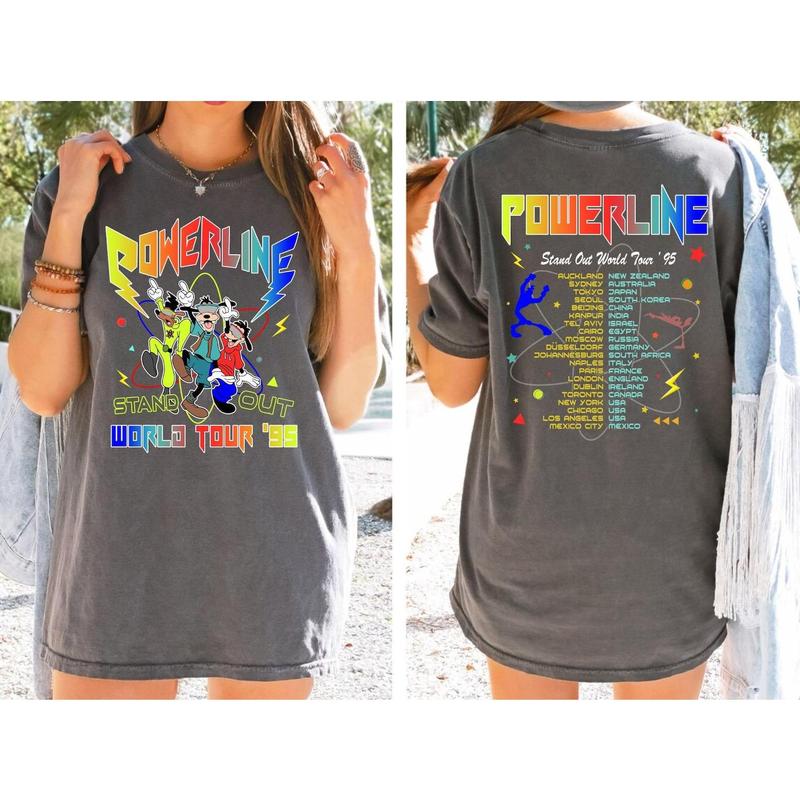 POWERLINE
STAND OUT
WORLD TOUR '95
POWERLINE
Stand Out World Tour '95
AUCKLAND NEW ZEALAND
SYDNEY AUSTRALIA
TOKYO JAPAN
SEOUL SOUTH KOREA
BEIJING CHINA
KANPUR INDIA
TEL AVIV ISRAEL
CAIRO EGYPT
MOSCOW RUSSIA
DÜSSELDORF GERMANY
JOHANNESBURG SOUTH AFRICA
NAPLES ITALY
PARIS FRANCE
LONDON ENGLAND
DUBLIN IRELAND
TORONTO CANADA
NEW YORK USA
CHICAGO USA
LOS ANGELES USA
MEXICO CITY MEXICO